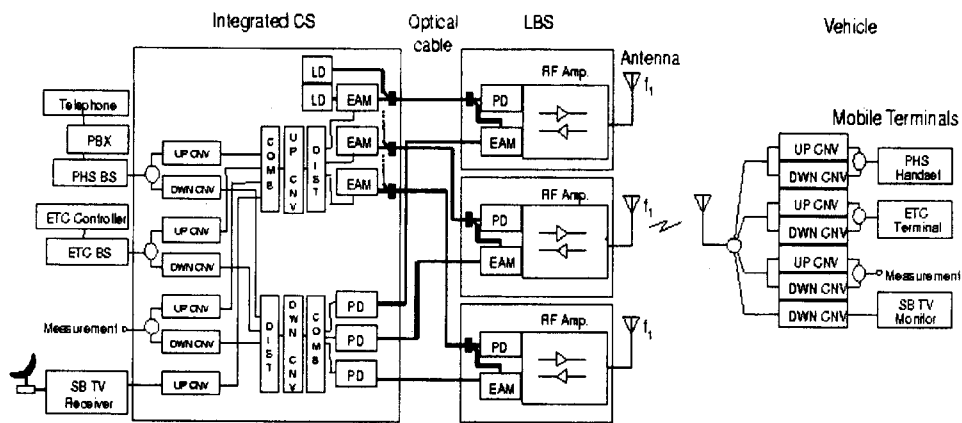 Integrated CS
Optical
cable
LBS
Vehicle
Telephone
PBX
PHS BS
ETC Controller
ETC BS
Measurement
SB TV
Receiver
UP CNV
DWN CNV
UP CNV
DWN CNV
UP CNV
DWN CNV
UP CNV
COMB
UP CNV
DIST
LD
LD
EAM
EAM
EAM
DIST
DWN CNV
COMB
PD
PD
PD
RF Amp.
PD
EAM
RF Amp.
PD
EAM
RF Amp.
PD
EAM
Antenna
f1
f1
f1
Mobile Terminals
UP CNV
DWN CNV
UP CNV
DWN CNV
UP CNV
DWN CNV
DWN CNV
PHS
Handset
ETC
Terminal
Measurement
SB TV
Monitor